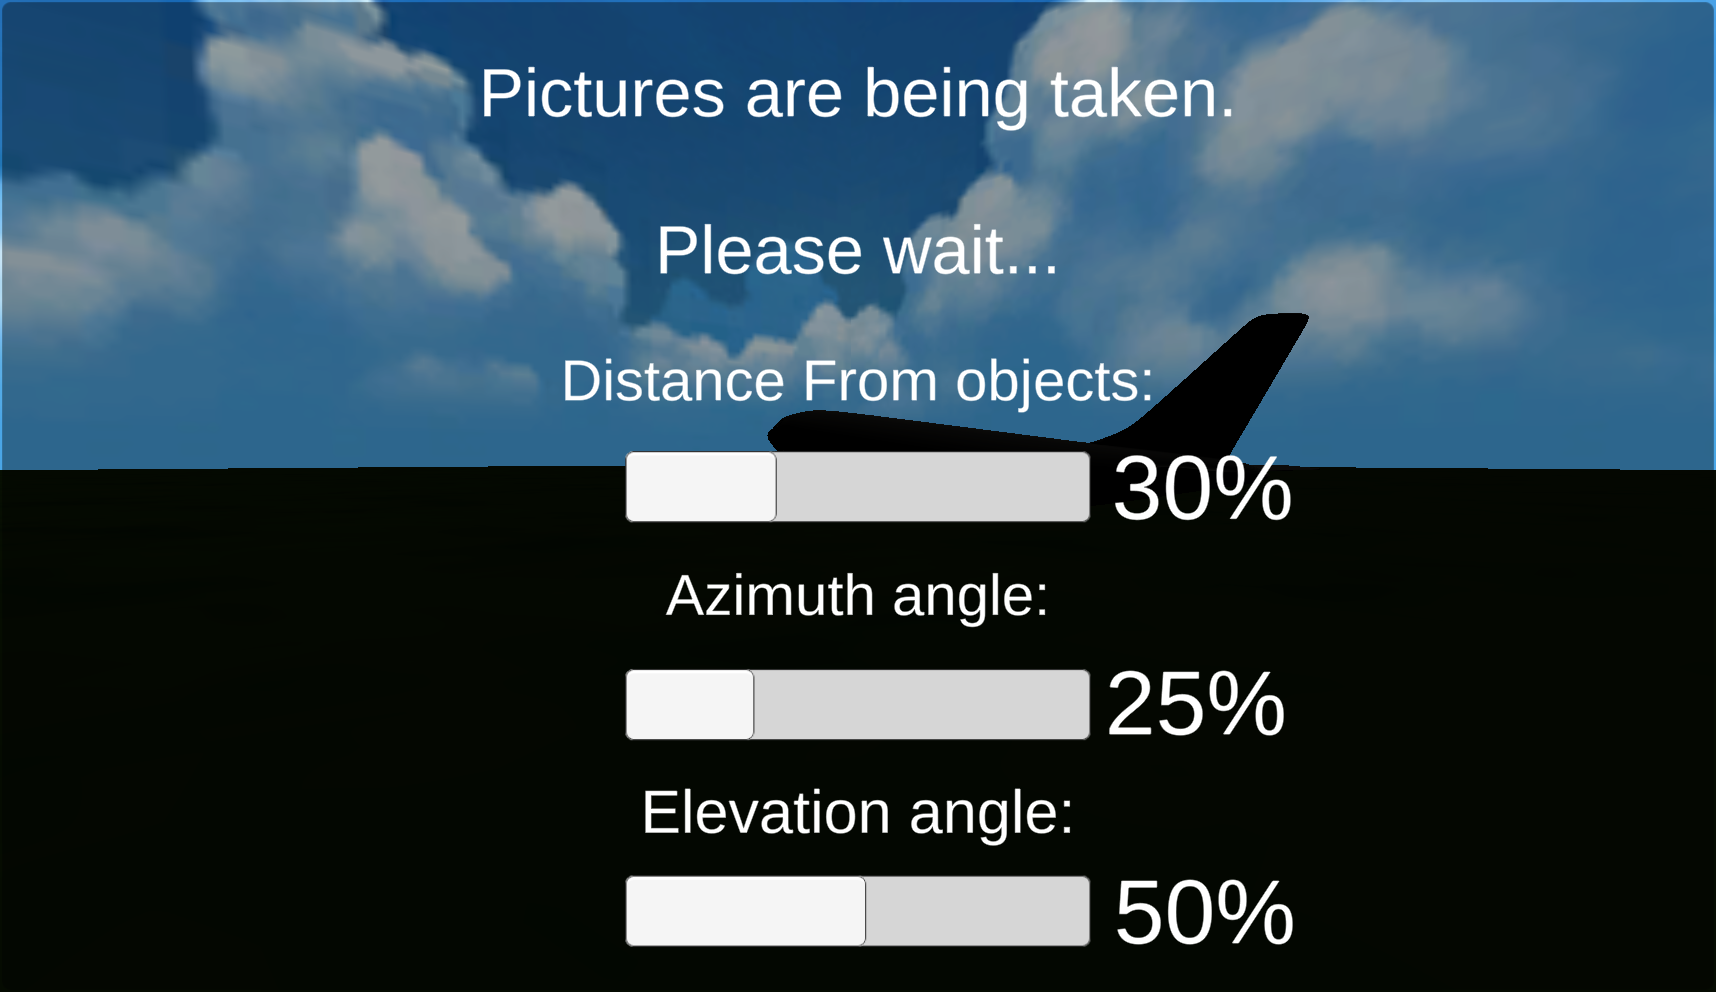 Pictures are being taken.
Please wait...
Distance From objects:
30%
Azimuth angle:
25%
Elevation angle:
50%